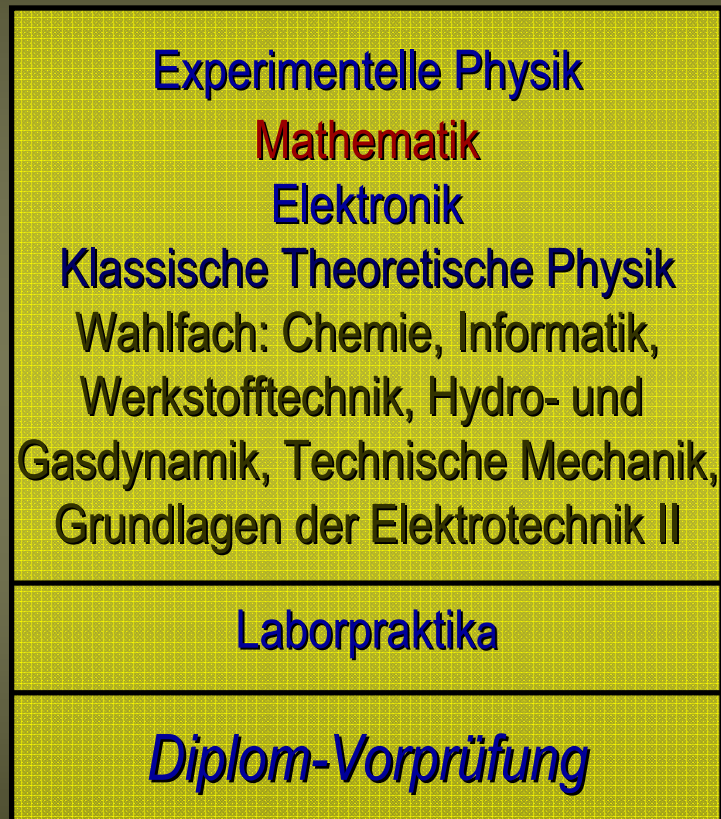 Experimentelle Physik
Mathematik
Elektronik
Klassische Theoretische Physik
Wahlfach: Chemie, Informatik,
Werkstofftechnik, Hydro- und
Gasdynamik, Technische Mechanik,
Grundlagen der Elektrotechnik II
Laborpraktika
Diplom-Vorprüfung